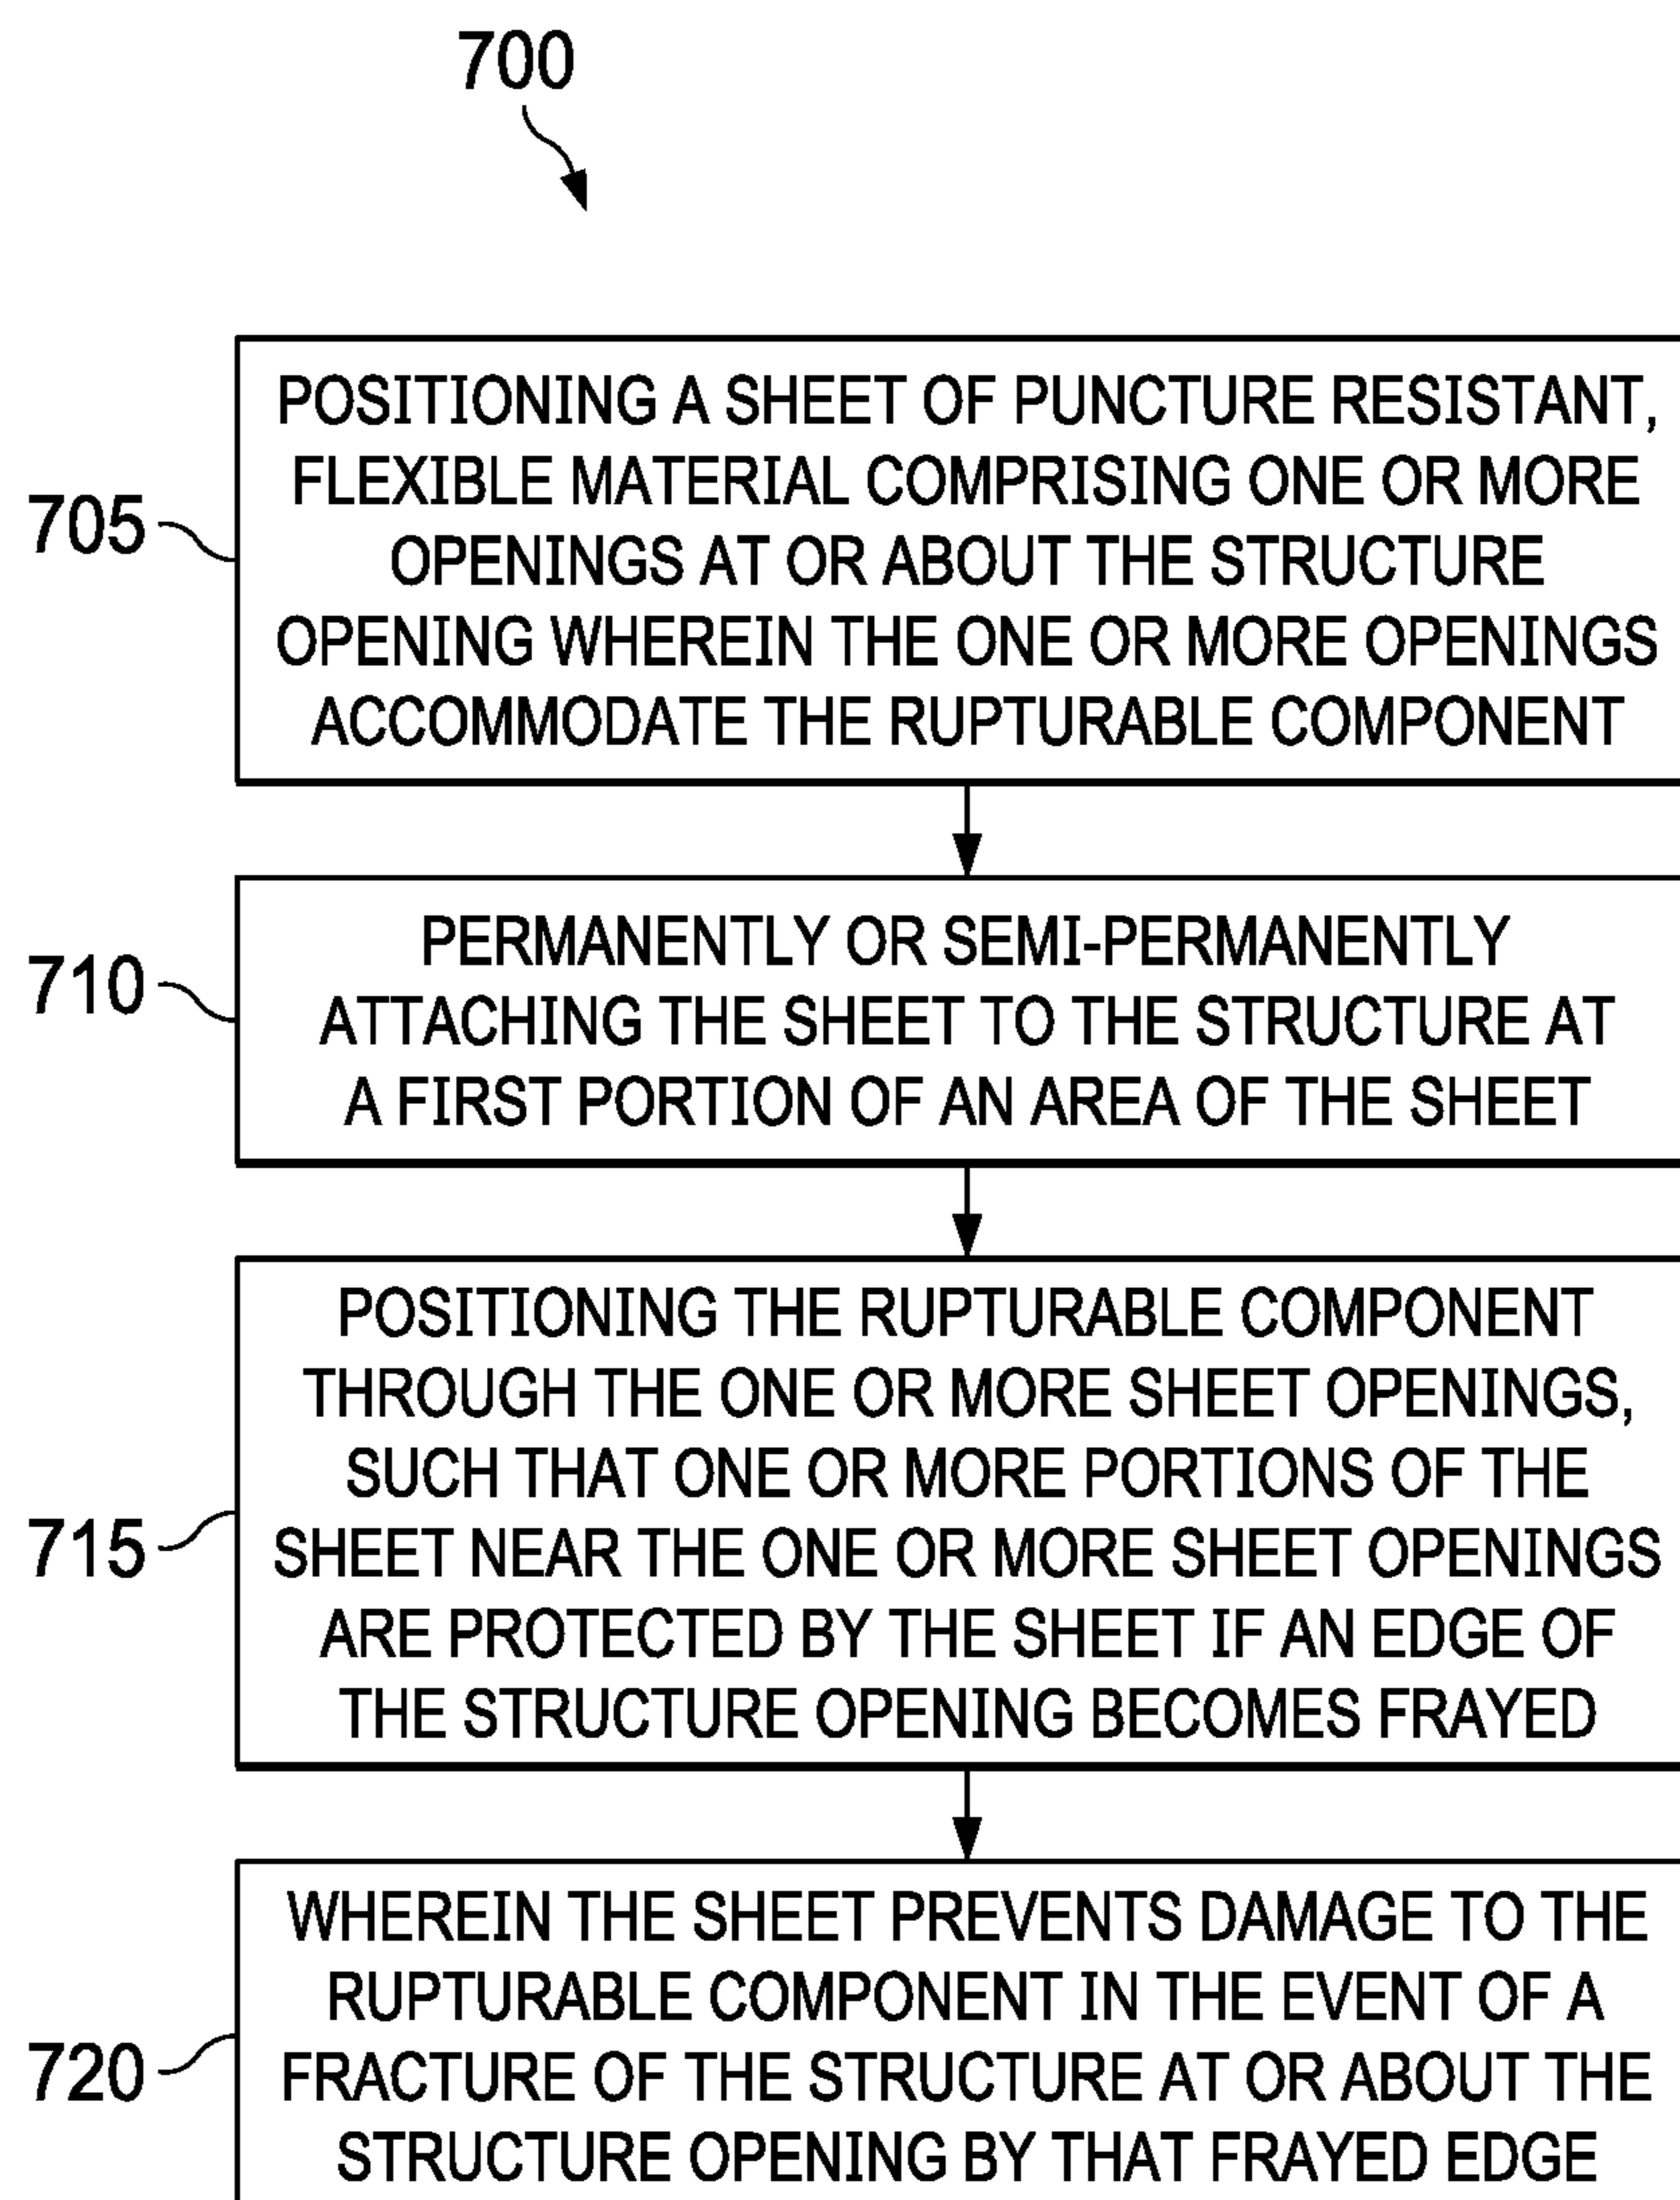 700
705
POSITIONING A SHEET OF PUNCTURE RESISTANT,
FLEXIBLE MATERIAL COMPRISING ONE OR MORE
OPENINGS AT OR ABOUT THE STRUCTURE
OPENING WHEREIN THE ONE OR MORE OPENINGS
ACCOMMODATE THE RUPTURABLE COMPONENT
710
PERMANENTLY OR SEMI-PERMANENTLY
ATTACHING THE SHEET TO THE STRUCTURE AT
A FIRST PORTION OF AN AREA OF THE SHEET
715
POSITIONING THE RUPTURABLE COMPONENT
THROUGH THE ONE OR MORE SHEET OPENINGS,
SUCH THAT ONE OR MORE PORTIONS OF THE
SHEET NEAR THE ONE OR MORE SHEET OPENINGS
ARE PROTECTED BY THE SHEET IF AN EDGE OF
THE STRUCTURE OPENING BECOMES FRAYED
720
WHEREIN THE SHEET PREVENTS DAMAGE TO THE
RUPTURABLE COMPONENT IN THE EVENT OF A
FRACTURE OF THE STRUCTURE AT OR ABOUT THE
STRUCTURE OPENING BY THAT FRAYED EDGE